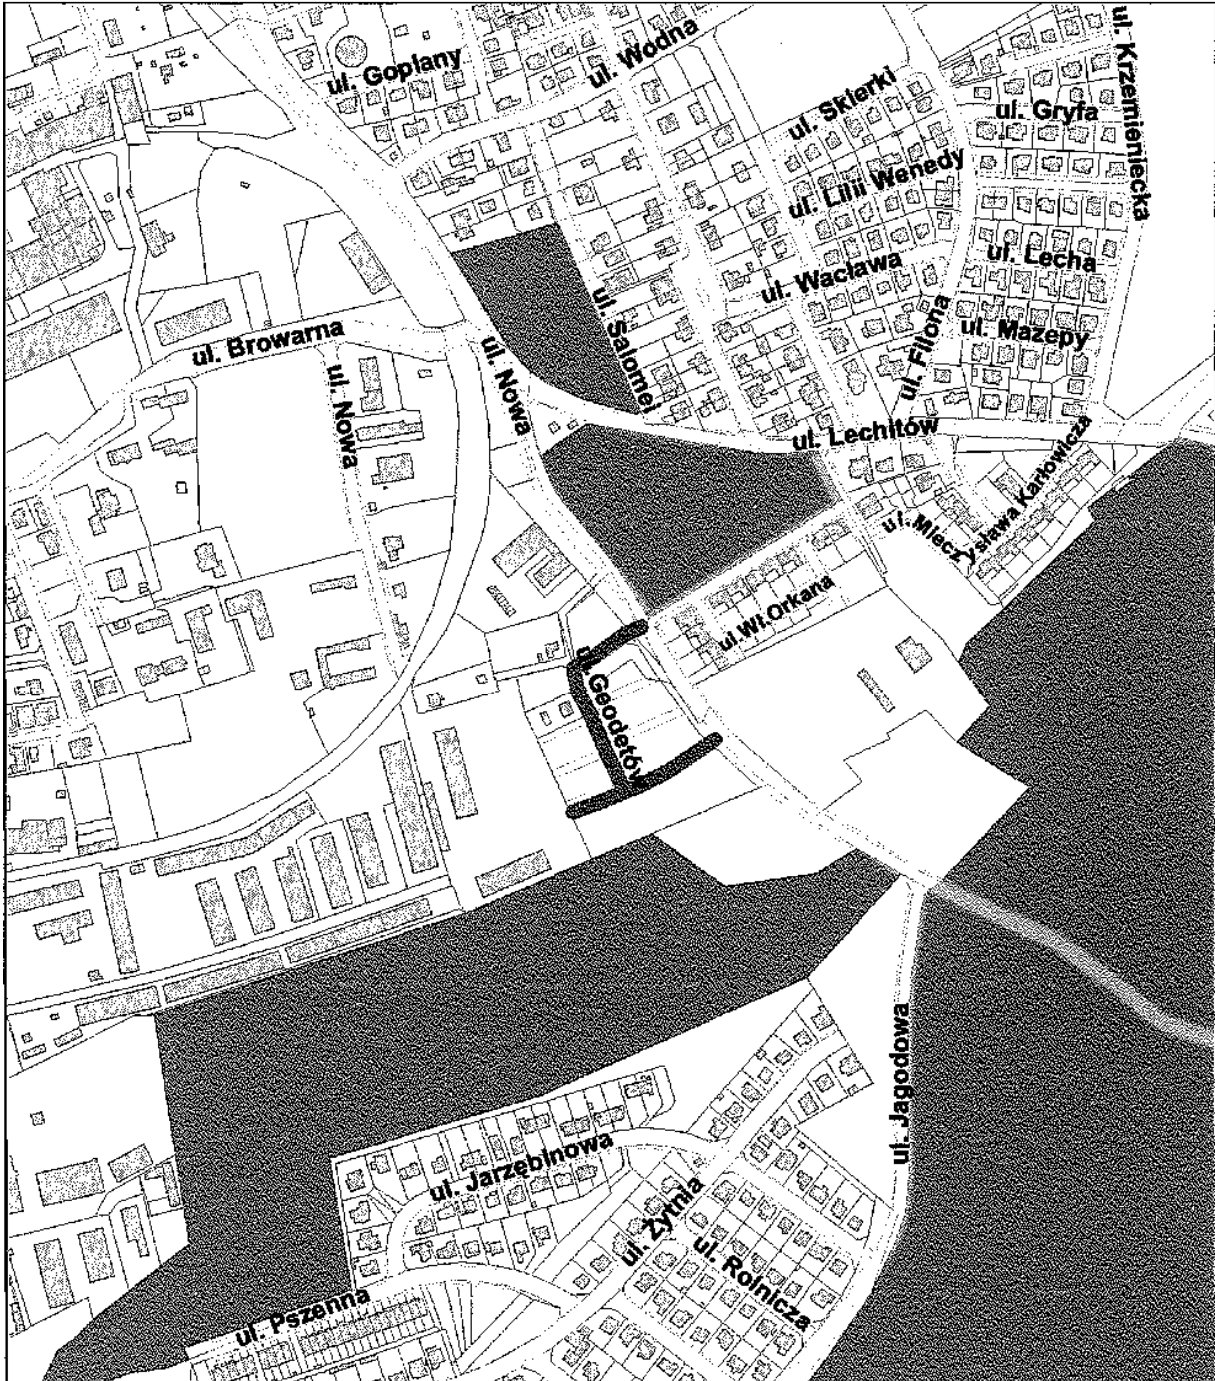 ul. Goplany
ul. Wodna
ul. Krzemieniecka
ul. Skierki
ul. Gryfa
ul. Lilii Wenedy
ul. Wacława
ul. Lecha
ul. Salomei
ul. Filona
ul. Mazepy
ul. Browarna
ul. Nowa
ul. Nowa
ul. Lechitów
ul. Mieczysława Karłowicza
ul.Wł.Orkana
ul.Geodetów
ul. Jagodowa
ul. Jarzębinowa
ul. Żytnia
ul. Rolnicza
ul. Pszenna